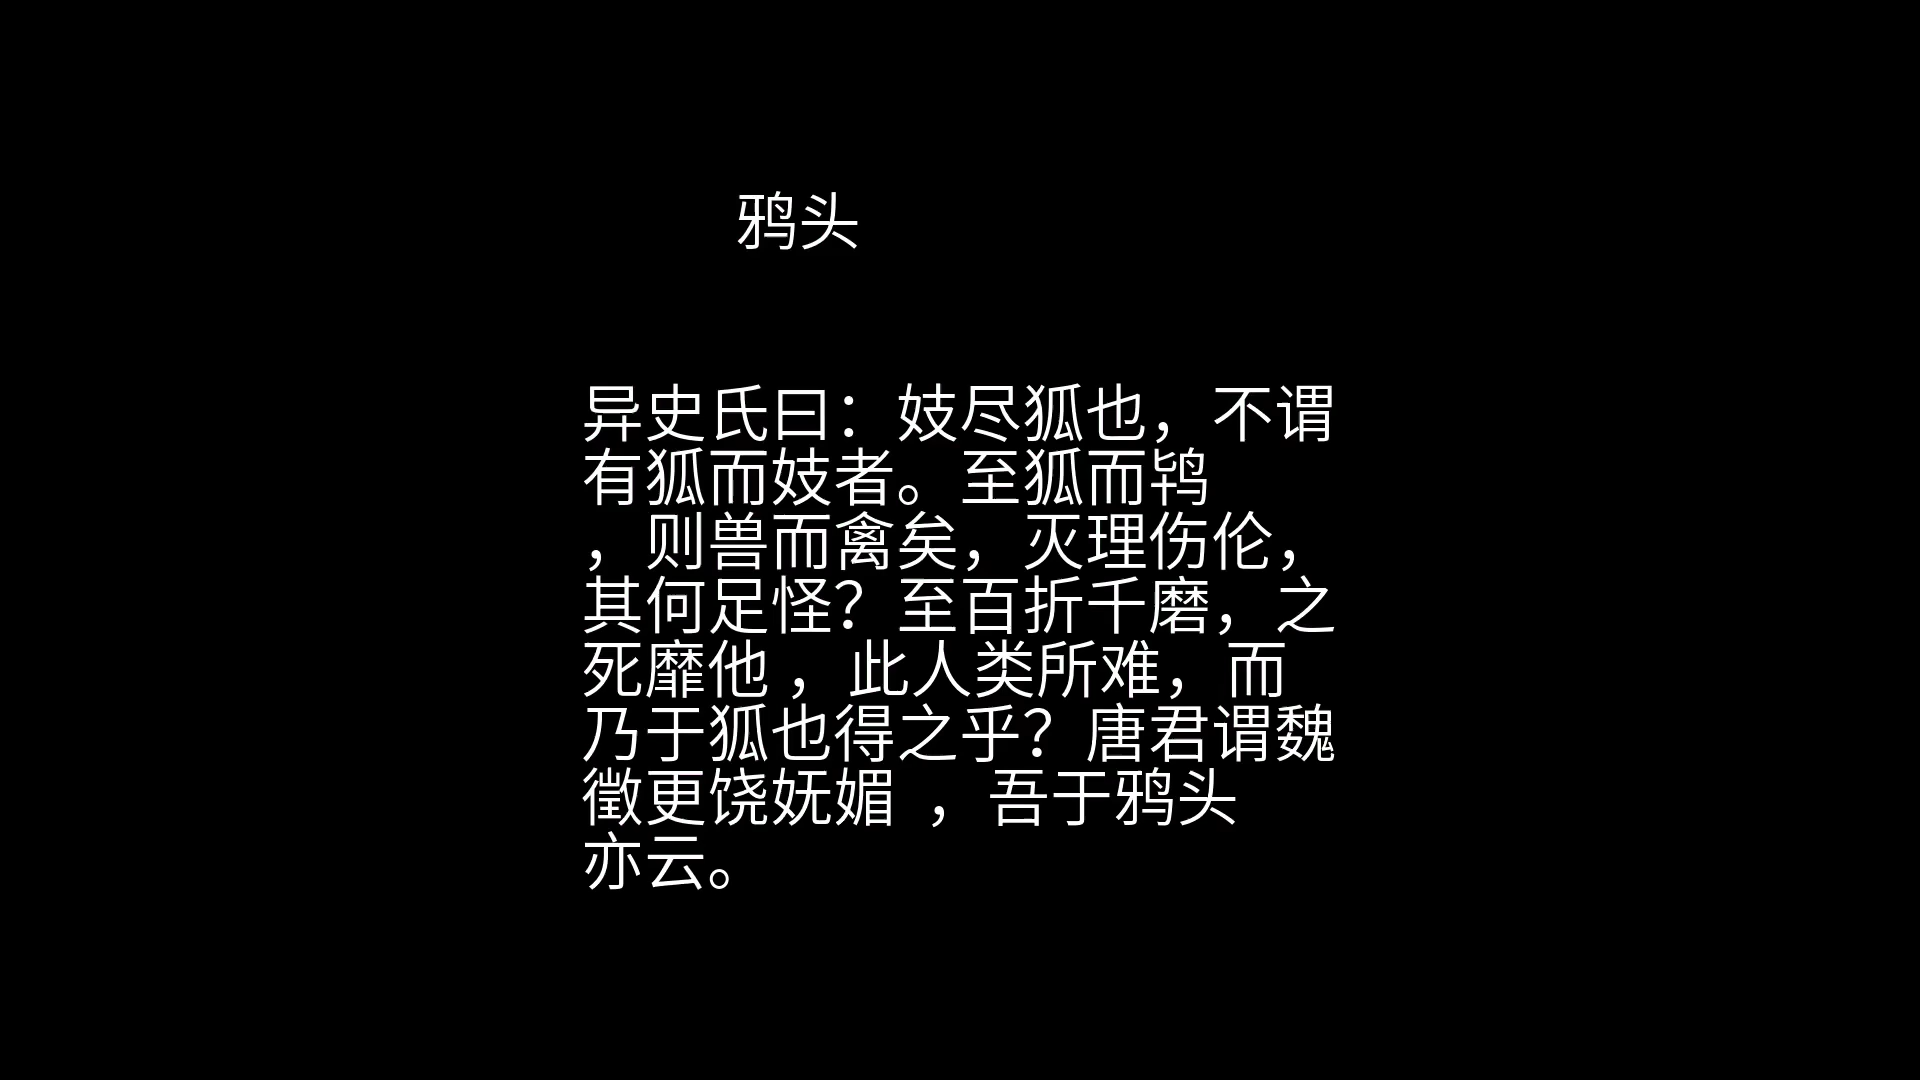 鸦头
异史氏曰：妓尽狐也，不谓
有狐而妓者。至狐而鸨
，则兽而禽矣，灭理伤伦，
其何足怪？至百折千磨，之
死靡他 ，此人类所难，而
乃于狐也得之乎？唐君谓魏
徵更饶妩媚 ，吾于鸦头
亦云。